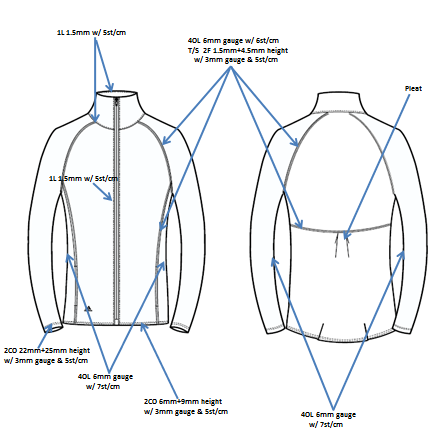 1L 1.5mm w/ 5st/cm
4OL 6mm gauge w/ 6st/cm
T/S 2F 1.5mm+4.5mm height
w/ 3mm gauge & 5st/cm
Pleat
1L 1.5mm w/ 5st/cm
2CO 22mm+25mm height
w/ 3mm gauge & 5st/cm
4OL 6mm gauge
w/ 7st/cm
2CO 6mm+9mm height
w/ 3mm gauge & 5st/cm
4OL 6mm gauge
w/ 7st/cm